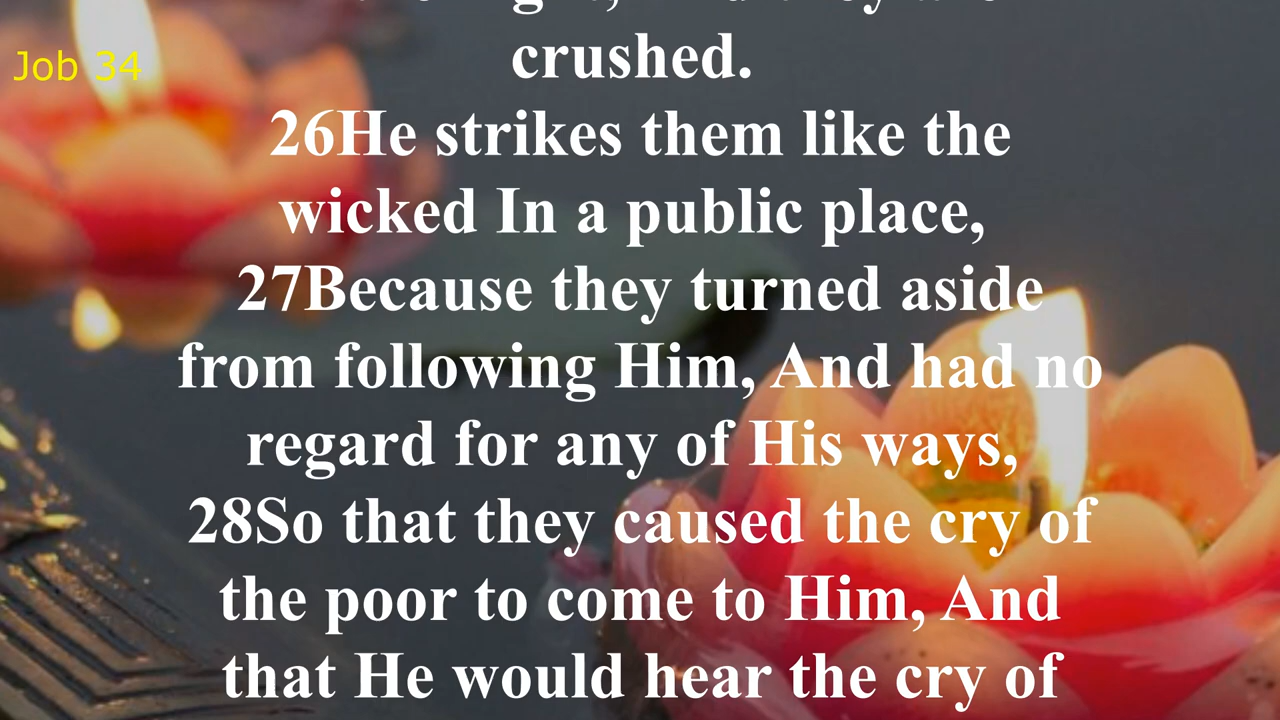 Job 34
crushed.
26He strikes them like the
wicked In a public place,
27Because they turned aside
from following Him, And had no
regard for any of His ways,
28So that they caused the cry of
the poor to come to Him, And
that He would hear the cry of